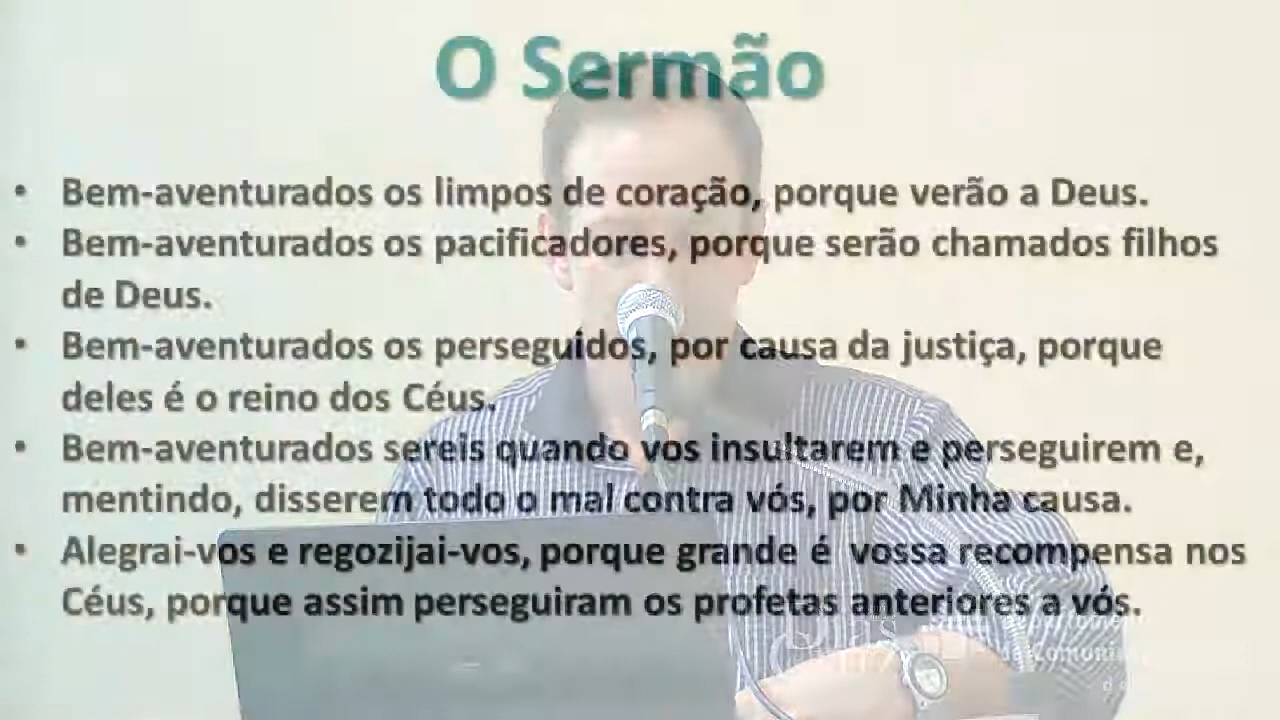 O Sermão
• Bem-aventurados os limpos de coração, porque verão a Deus.
• Bem-aventurados os pacificadores, porque serão chamados filhos
de Deus.
• Bem-aventurados os perseguidos, por causa da justiça, porque
deles é o reino dos Céus.
• Bem-aventurados sereis quando vos insultarem e perseguirem e,
mentindo, disserem todo o mal contra vós, por Minha causa.
• Alegrai-vos e regozijai-vos, porque grande é vossa recompensa nos
Céus, porque assim perseguiram os profetas anteriores a vós.